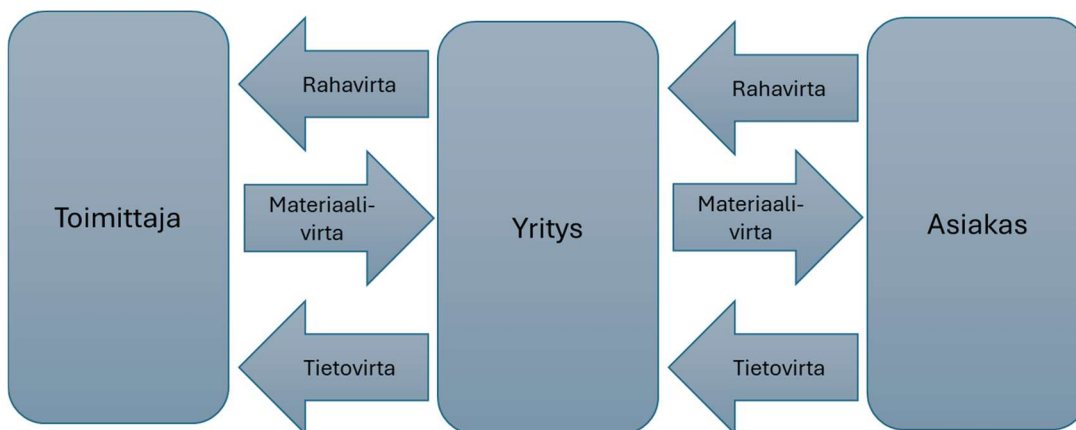 Toimittaja
Rahavirta
Materiaali-
virta
Tietovirta
Yritys
Rahavirta
Materiaali-
virta
Tietovirta
Asiakas